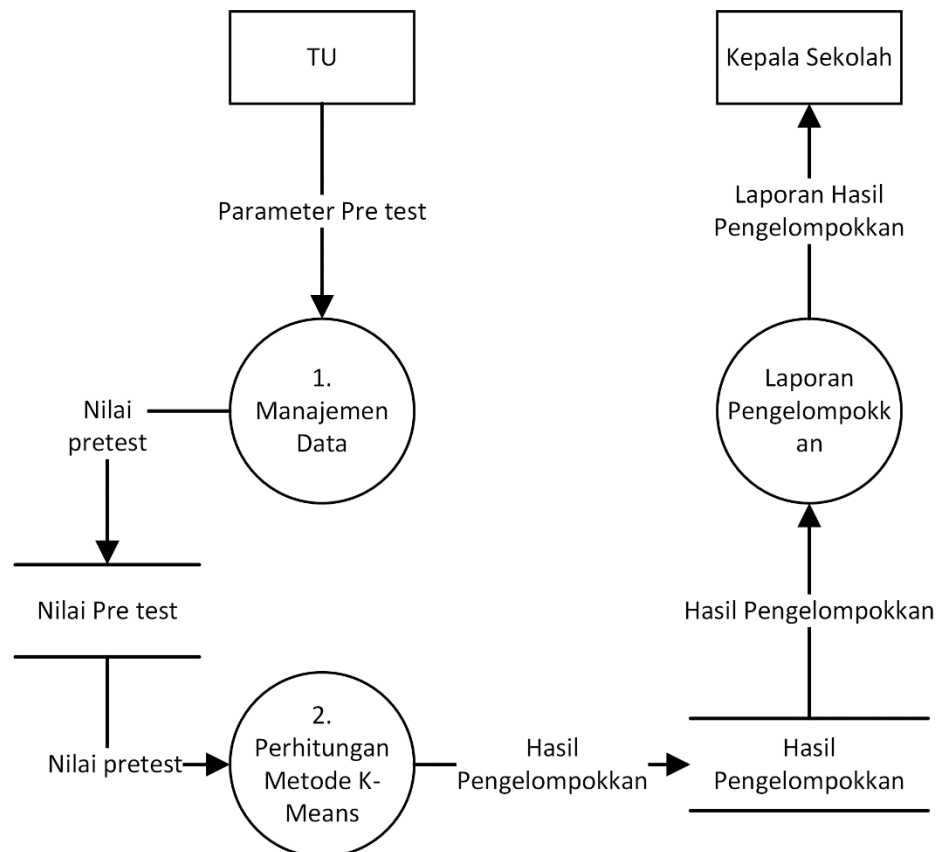 TU
Kepala Sekolah
Parameter Pre test
Laporan Hasil
Pengelompokkan
1.
Manajemen
Data
Laporan
Pengelompokk
an
Nilai
pretest
Nilai Pre test
Hasil Pengelompokkan
Nilai pretest
2.
Perhitungan
Metode K-
Means
Hasil
Pengelompokkan
Hasil
Pengelompokkan